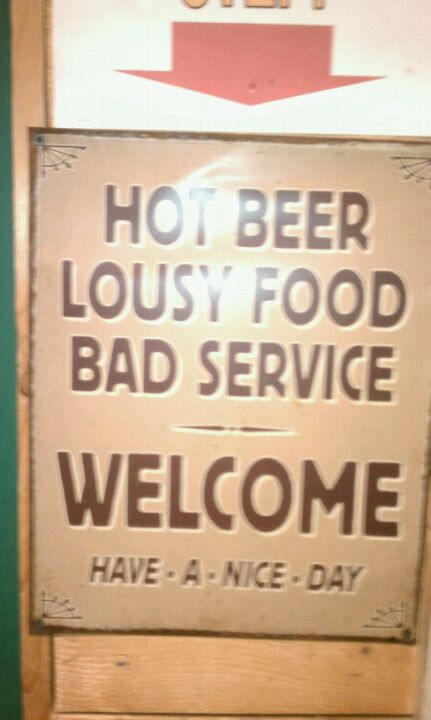 HOT BEER
LOUSY FOOD
BAD SERVICE
WELCOME
HAVE - A - NICE - DAY